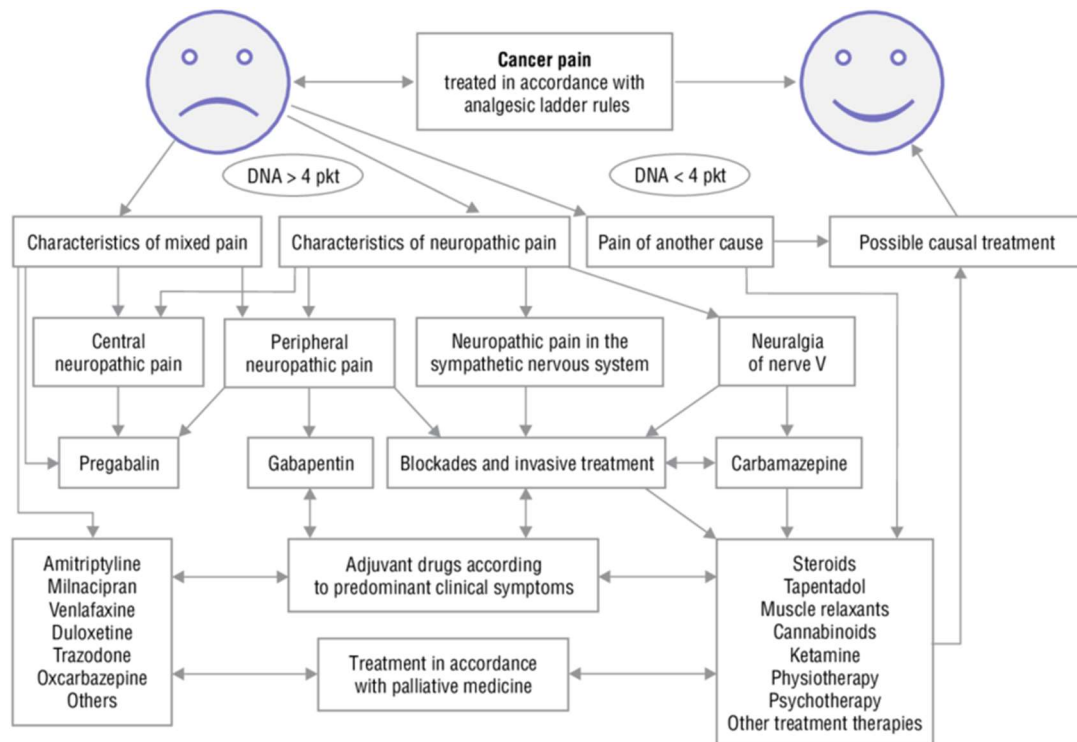 Cancer pain
treated in accordance with
analgesic ladder rules
DNA > 4 pkt
DNA < 4 pkt
Characteristics of mixed pain
Characteristics of neuropathic pain
Pain of another cause
Possible causal treatment
Central
neuropathic pain
Peripheral
neuropathic pain
Neuropathic pain in the
sympathetic nervous system
Neuralgia
of nerve V
Pregabalin
Gabapentin
Blockades and invasive treatment
Carbamazepine
Amitriptyline
Milnacipran
Venlafaxine
Duloxetine
Trazodone
Oxcarbazepine
Others
Adjuvant drugs according
to predominant clinical symptoms
Treatment in accordance
with palliative medicine
Steroids
Tapentadol
Muscle relaxants
Cannabinoids
Ketamine
Physiotherapy
Psychotherapy
Other treatment therapies